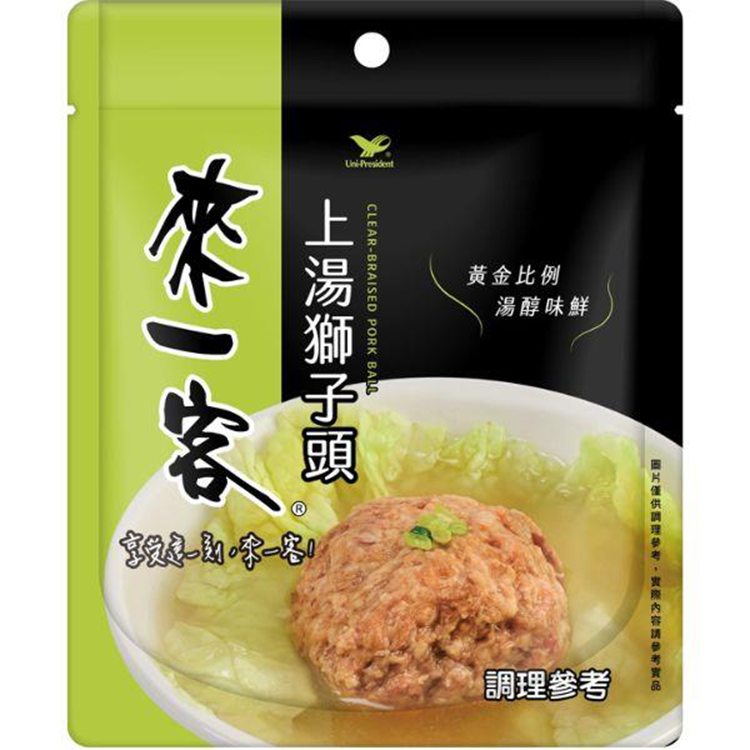 Uni-President®
來一客®
享受這一刻，來一客！
上湯獅子頭
CLEAR-BRAISED PORK BALL
黃金比例
湯醇味鮮
圖片僅供調理參考，實際內容請參考實品
調理參考